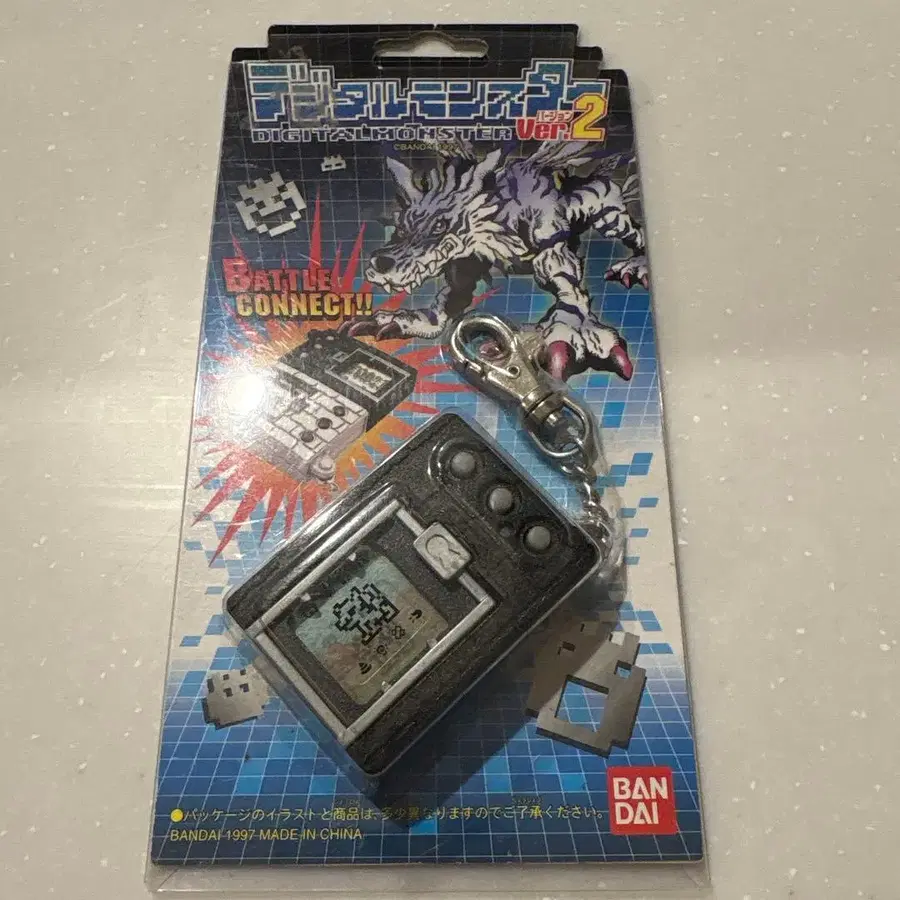 デジタルモンスター
DIGITALMONSTER
バージョン
Ver.2
©BANDAI 1997
BATTLE
CONNECT!!
●パッケージのイラストと商品は、多少異なりますのでご了承ください。
BANDAI 1997 MADE IN CHINA
BAN
DAI